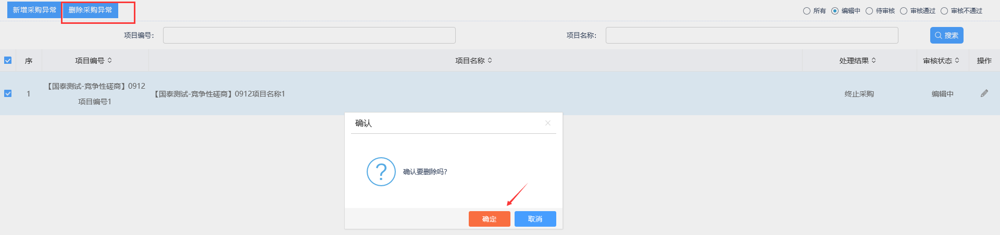 新增采购异常 删除采购异常 所有 编辑中 待审核 审核通过 审核不通过
项目编号: 项目名称: 搜索
序 项目编号 项目名称 处理结果 审核状态 操作
1 【国泰测试-竞争性磋商】0912项目编号1 【国泰测试-竞争性磋商】0912项目名称1 终止采购 编辑中
确认
确认要删除吗?
确定 取消